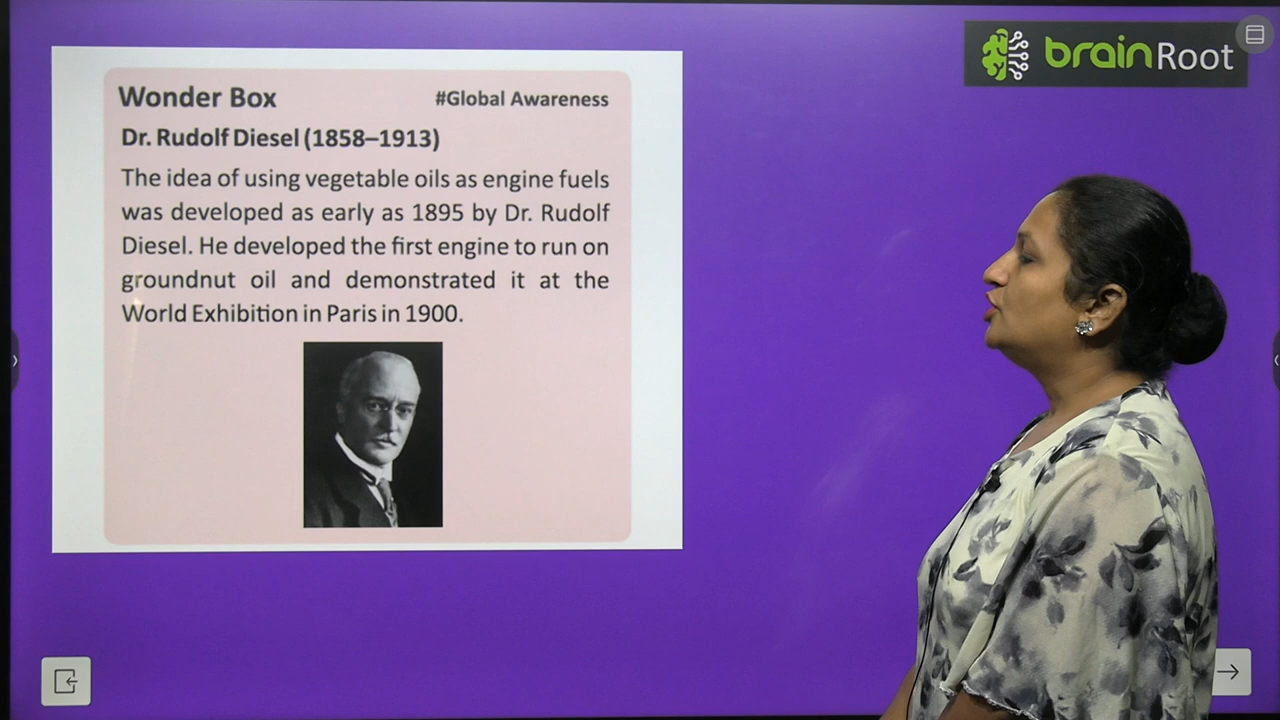 brainRoot
Wonder Box #Global Awareness
Dr. Rudolf Diesel (1858–1913)
The idea of using vegetable oils as engine fuels
was developed as early as 1895 by Dr. Rudolf
Diesel. He developed the first engine to run on
groundnut oil and demonstrated it at the
World Exhibition in Paris in 1900.